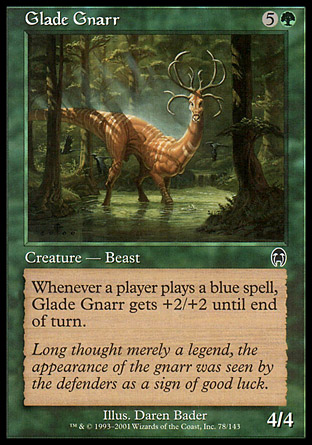 Glade Gnarr 5
Creature — Beast
Whenever a player plays a blue spell,
Glade Gnarr gets +2/+2 until end
of turn.
Long thought merely a legend, the
appearance of the gnarr was seen by
the defenders as a sign of good luck.
Illus. Daren Bader
™ & © 1993–2001 Wizards of the Coast, Inc. 78/143
4/4